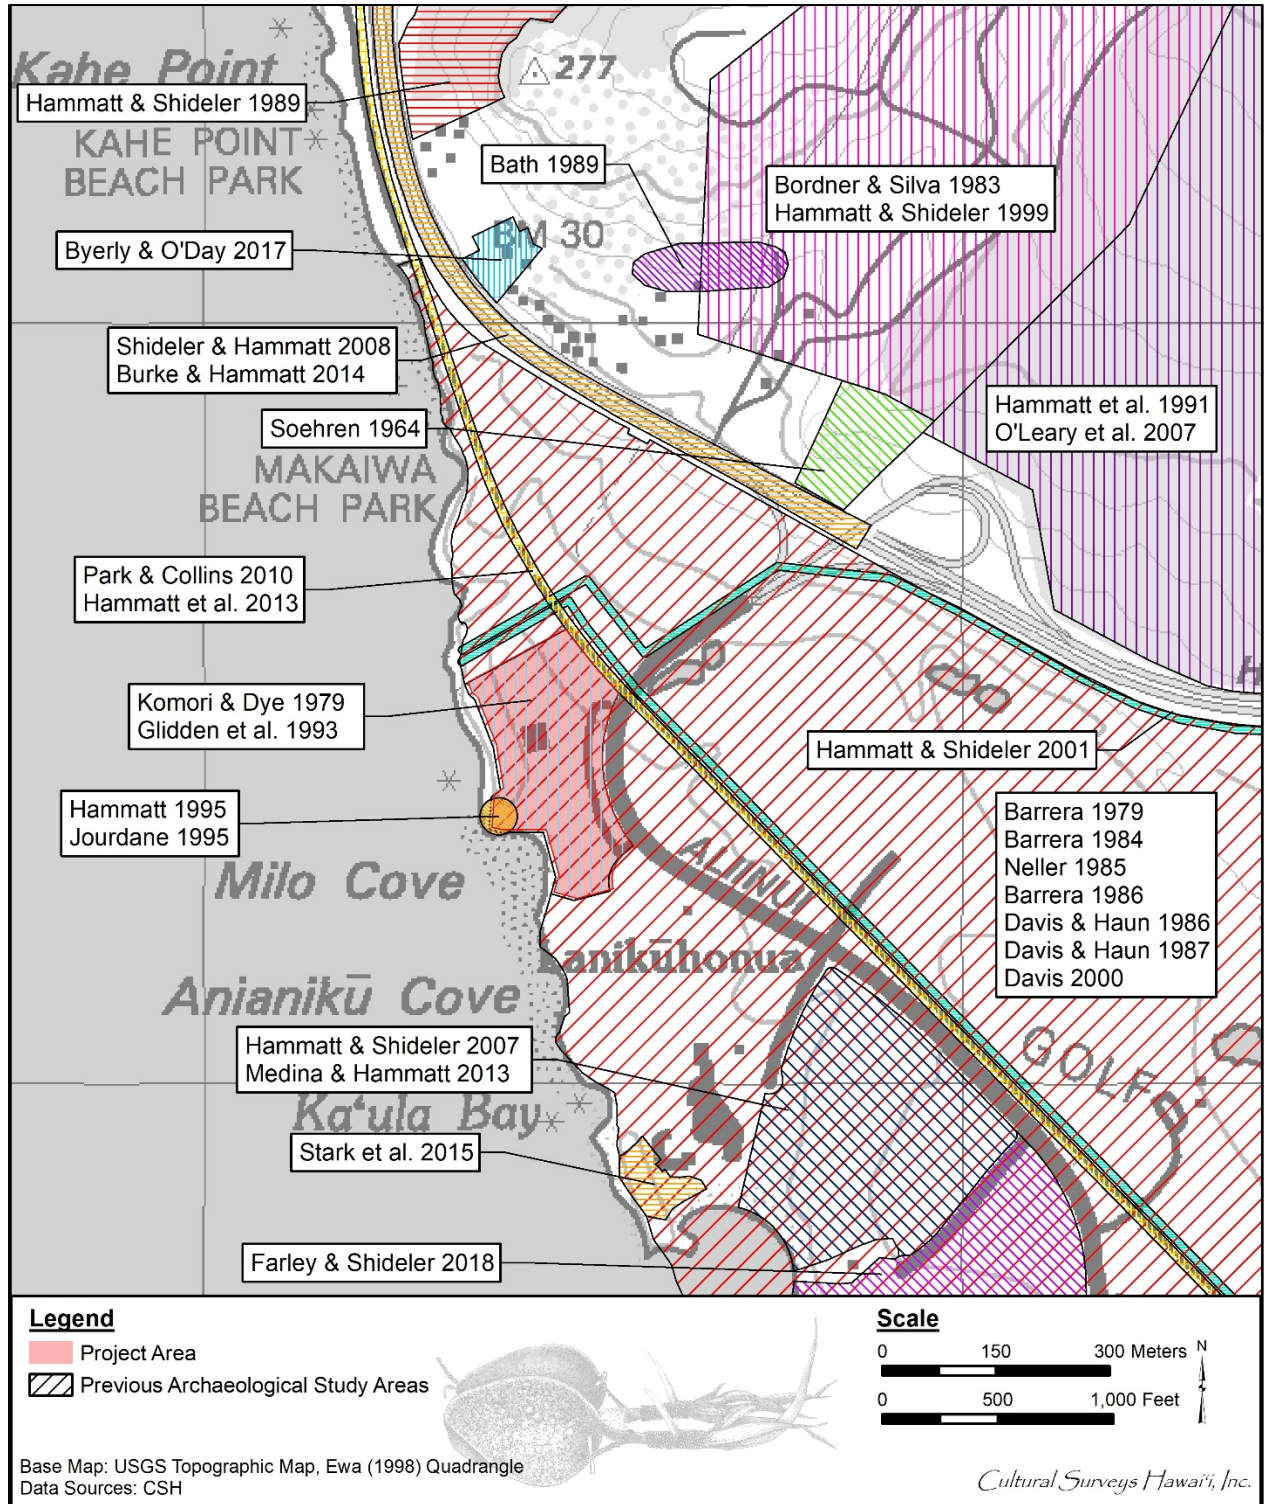 Kahe Point
277
Hammatt & Shideler 1989
KAHE POINT
BEACH PARK
Bath 1989
Bordner & Silva 1983
Hammatt & Shideler 1999
BM 30
Byerly & O'Day 2017
Shideler & Hammatt 2008
Burke & Hammatt 2014
Soehren 1964
Hammatt et al. 1991
O'Leary et al. 2007
MAKAIWA
BEACH PARK
Park & Collins 2010
Hammatt et al. 2013
H
Komori & Dye 1979
Glidden et al. 1993
Hammatt & Shideler 2001
Hammatt 1995
Jourdane 1995
Barrera 1979
Barrera 1984
Neller 1985
Barrera 1986
Davis & Haun 1986
Davis & Haun 1987
Davis 2000
ALIINUI
Milo Cove
Lanikūhonua
Anianikū Cove
GOLF
Hammatt & Shideler 2007
Medina & Hammatt 2013
Ka‘ula Bay
Stark et al. 2015
Farley & Shideler 2018
Legend
Project Area
Previous Archaeological Study Areas
Scale
0 150 300 Meters
N
0 500 1,000 Feet
Base Map: USGS Topographic Map, Ewa (1998) Quadrangle
Data Sources: CSH
Cultural Surveys Hawai‘i, Inc.